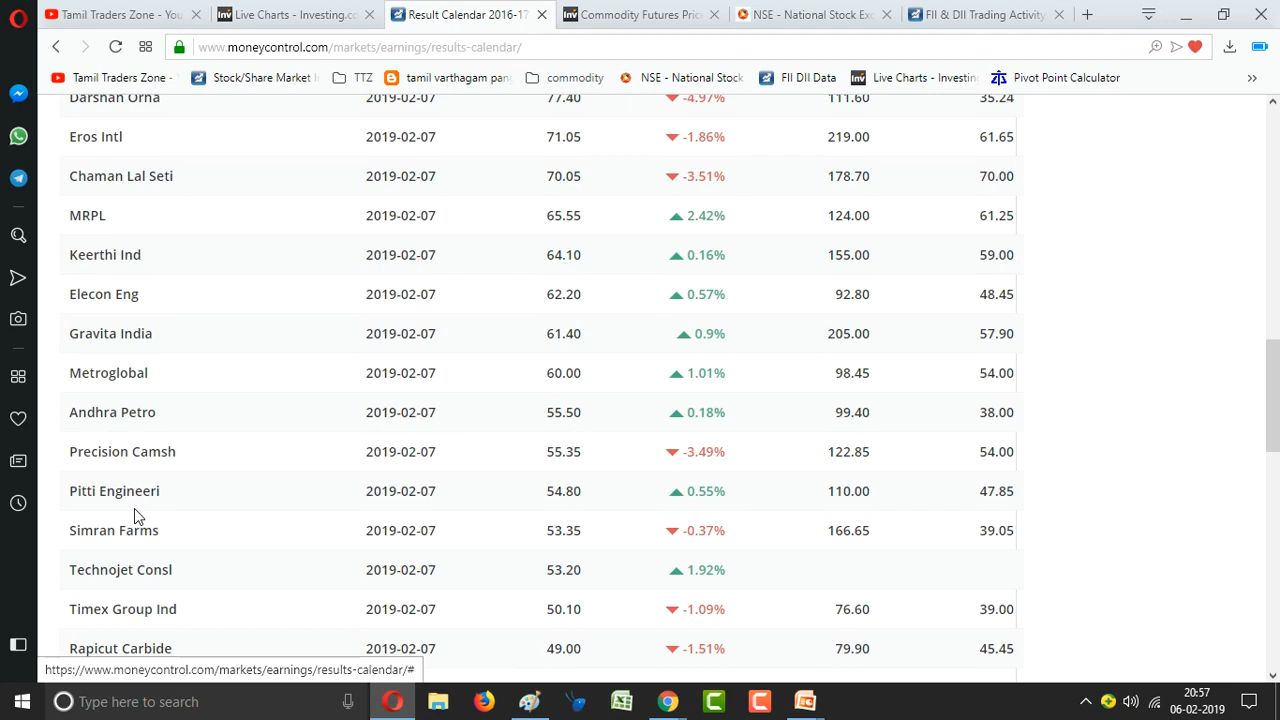 Tamil Traders Zone - You
Live Charts - Investing.co
Result Calendar 2016-17
Commodity Futures Pric
NSE - National Stock Exc
FII & DII Trading Activity
www.moneycontrol.com/markets/earnings/results-calendar/
Tamil Traders Zone -
Stock/Share Market
TTZ
tamil varthagam pan
commodity
NSE - National Stock
FII DII Data
Live Charts - Investin
Pivot Point Calculator
Darshan Orna 2019-02-07 77.40 -4.97% 111.60 35.24
Eros Intl 2019-02-07 71.05 -1.86% 219.00 61.65
Chaman Lal Seti 2019-02-07 70.05 -3.51% 178.70 70.00
MRPL 2019-02-07 65.55 2.42% 124.00 61.25
Keerthi Ind 2019-02-07 64.10 0.16% 155.00 59.00
Elecon Eng 2019-02-07 62.20 0.57% 92.80 48.45
Gravita India 2019-02-07 61.40 0.9% 205.00 57.90
Metroglobal 2019-02-07 60.00 1.01% 98.45 54.00
Andhra Petro 2019-02-07 55.50 0.18% 99.40 38.00
Precision Camsh 2019-02-07 55.35 -3.49% 122.85 54.00
Pitti Engineeri 2019-02-07 54.80 0.55% 110.00 47.85
Simran Farms 2019-02-07 53.35 -0.37% 166.65 39.05
Technojet Consl 2019-02-07 53.20 1.92%
Timex Group Ind 2019-02-07 50.10 -1.09% 76.60 39.00
Rapicut Carbide 2019-02-07 49.00 -1.51% 79.90 45.45
https://www.moneycontrol.com/markets/earnings/results-calendar/#
Type here to search
20:57
06-02-2019